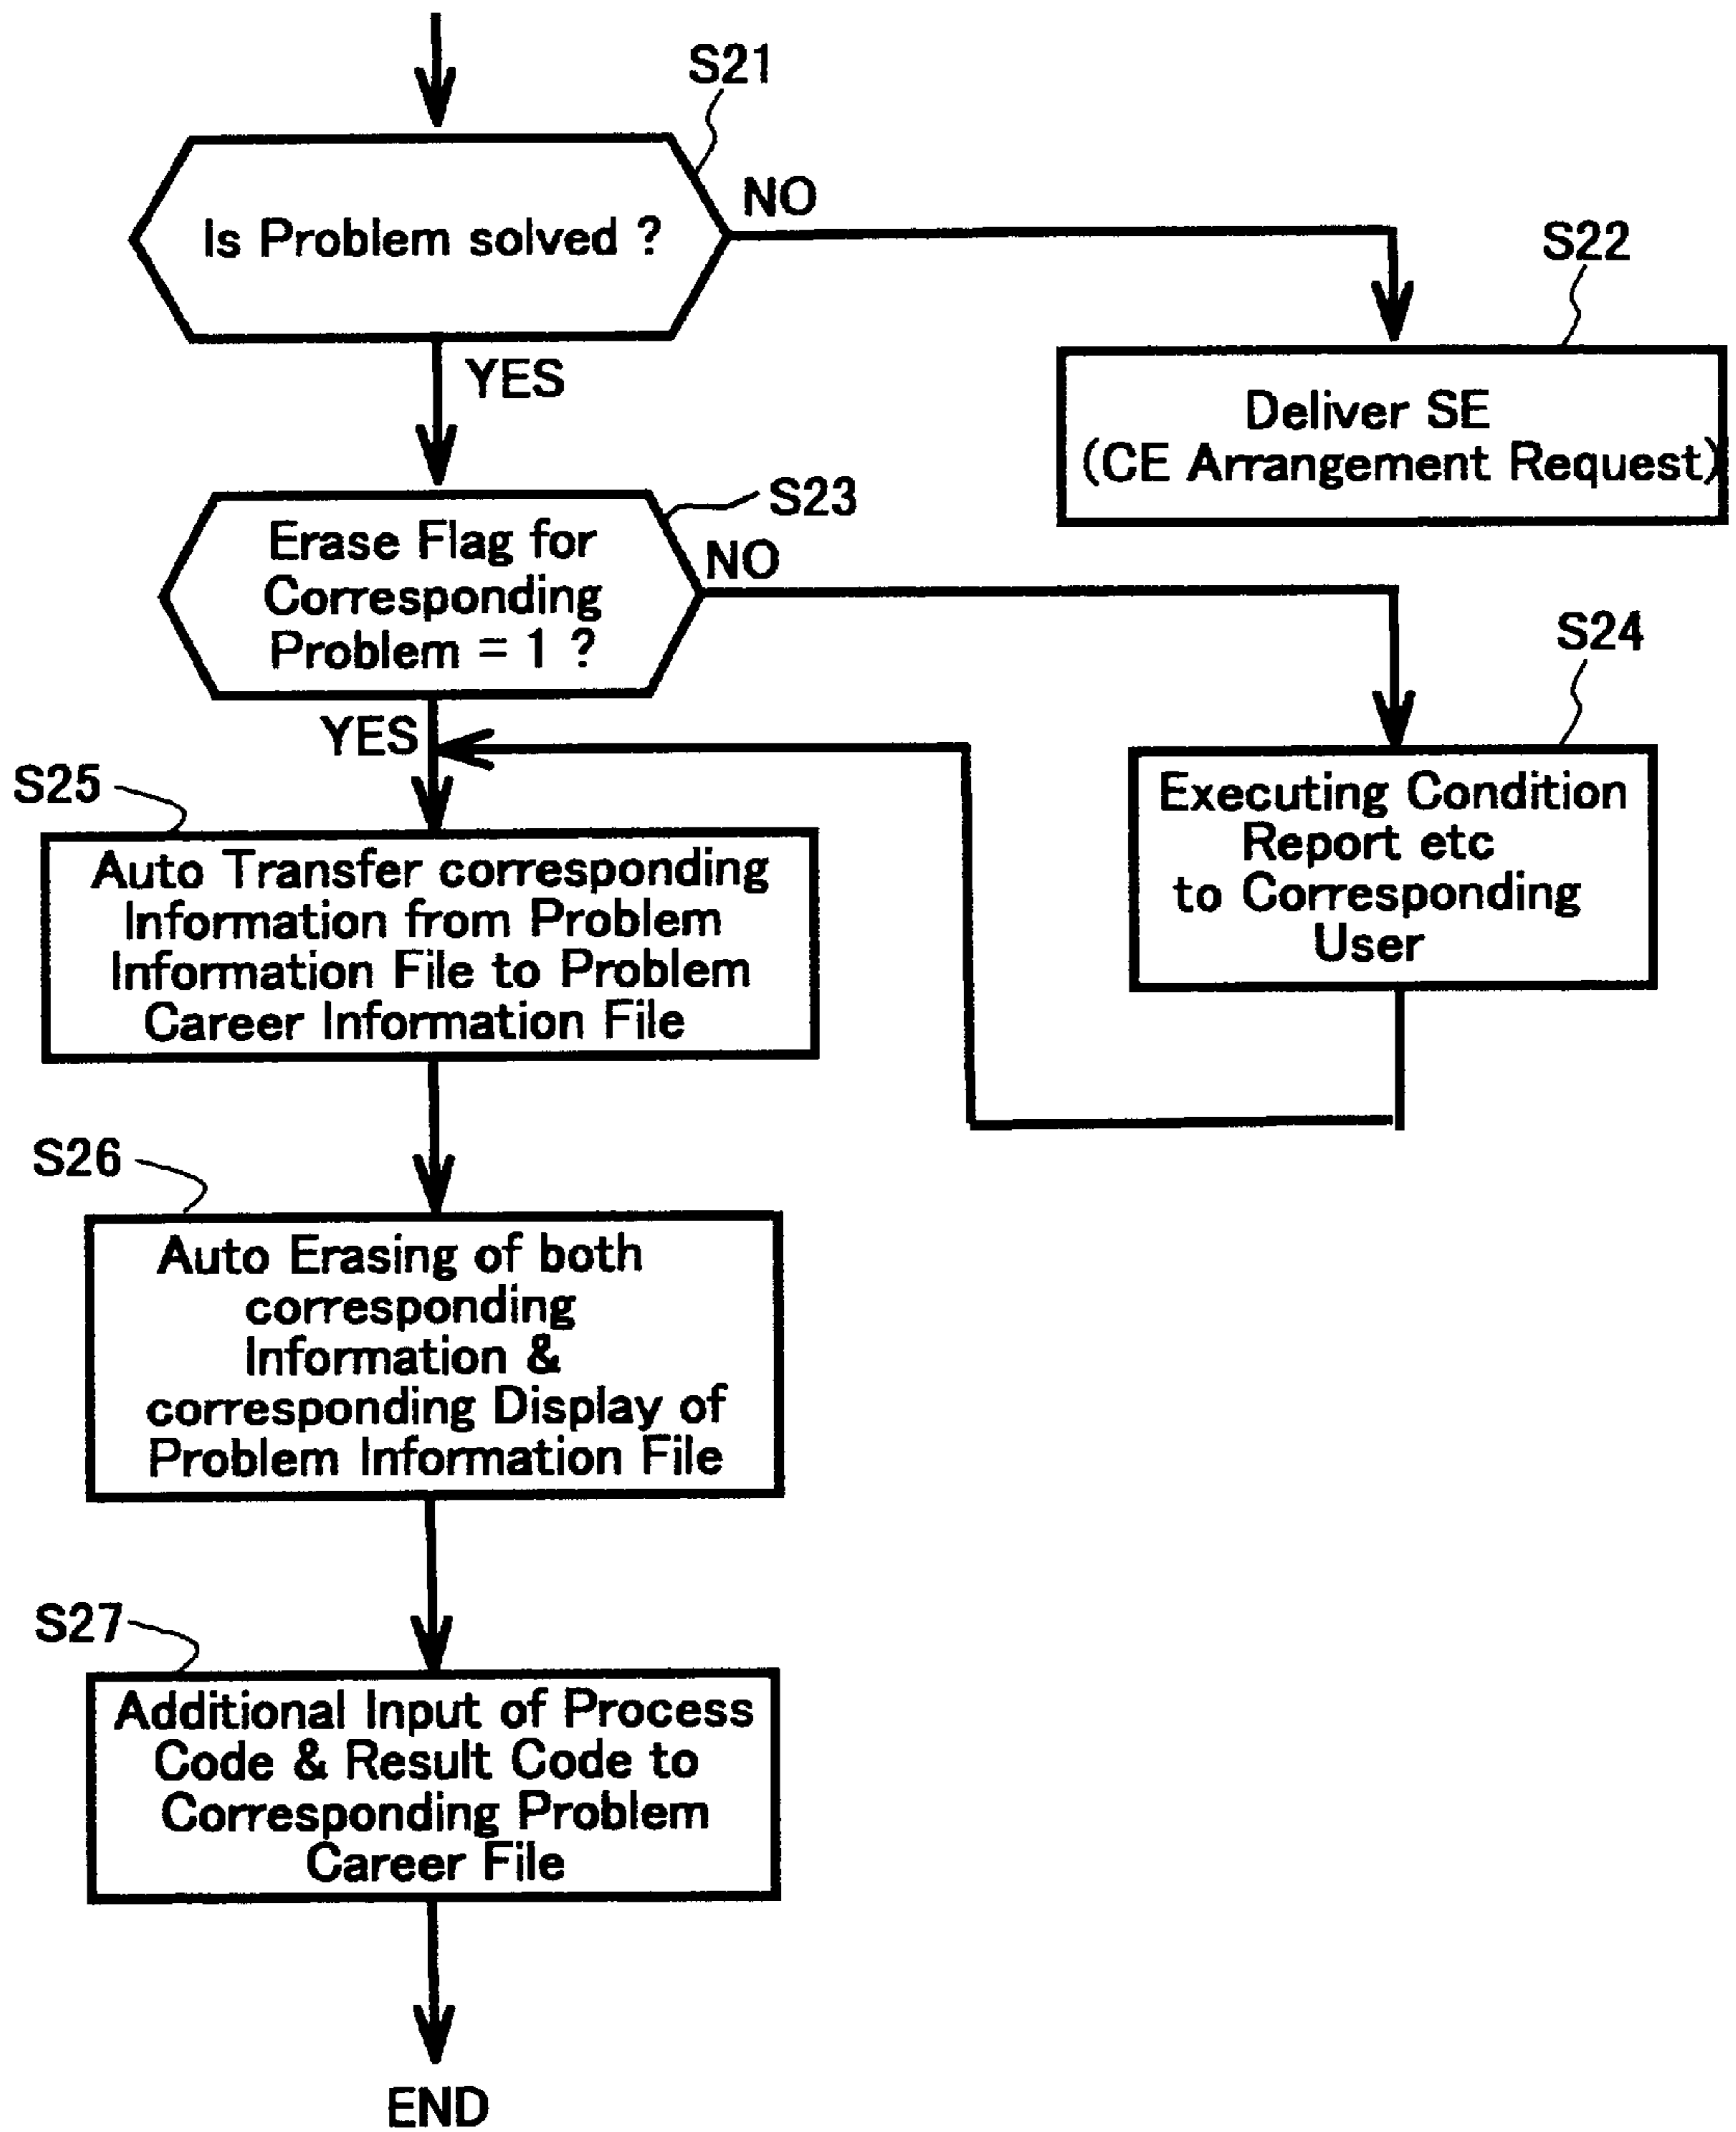 S21
Is Problem solved ?
NO
YES
S22
Deliver SE
(CE Arrangement Request)
S23
Erase Flag for
Corresponding
Problem = 1 ?
NO
YES
S24
Executing Condition
Report etc
to Corresponding
User
S25
Auto Transfer corresponding
Information from Problem
Information File to Problem
Career Information File
S26
Auto Erasing of both
corresponding
Information &
corresponding Display of
Problem Information File
S27
Additional Input of Process
Code & Result Code to
Corresponding Problem
Career File
END